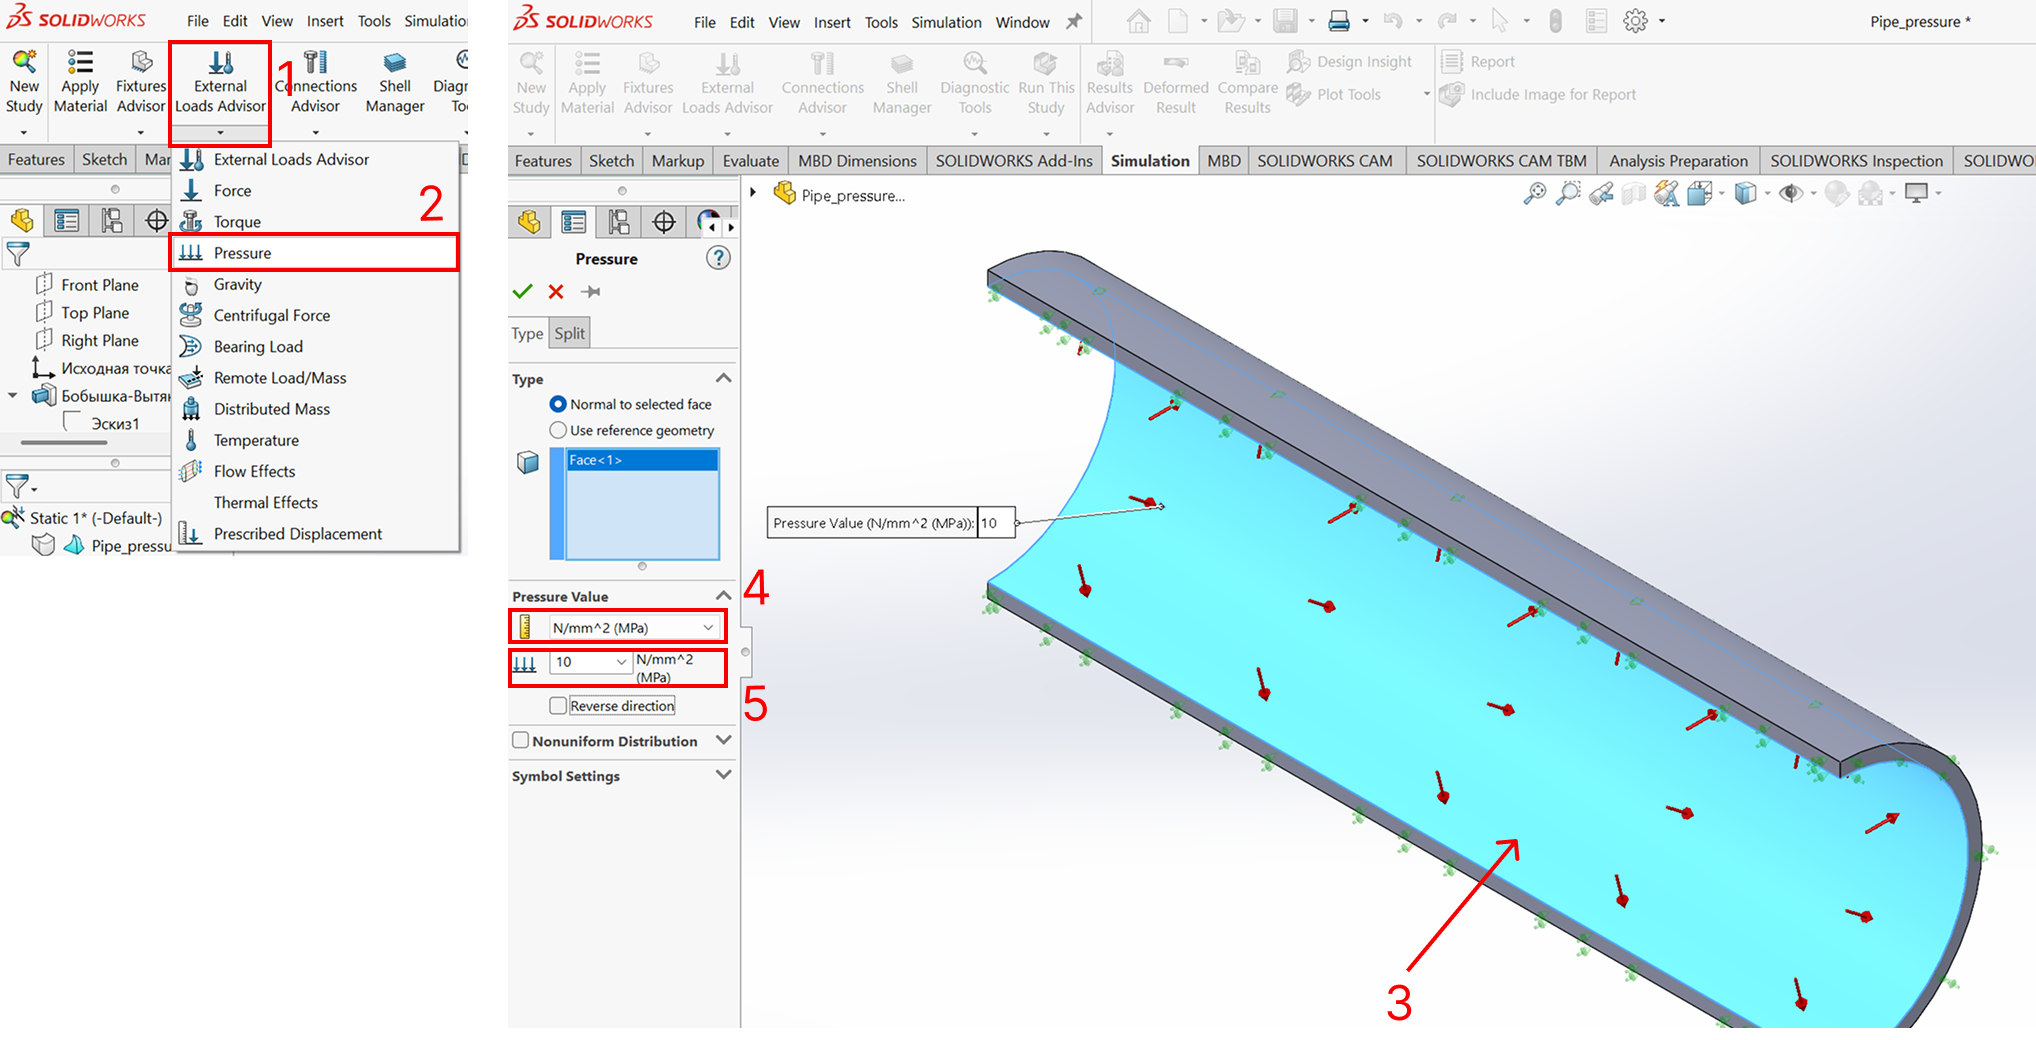 SOLIDWORKS File Edit View Insert Tools Simulatio
New Study
Apply Material
Fixtures Advisor
External Loads Advisor
1
Connections Advisor
Shell Manager
Diagr
To
Features Sketch Mar
External Loads Advisor
Force
2
Torque
Pressure
Gravity
Centrifugal Force
Bearing Load
Remote Load/Mass
Distributed Mass
Temperature
Flow Effects
Thermal Effects
Prescribed Displacement
Front Plane
Top Plane
Right Plane
Исходная точка
Бобышка-Вытян
Эскиз1
Static 1* (-Default-)
Pipe_pressu
SOLIDWORKS File Edit View Insert Tools Simulation Window
Pipe_pressure *
New Study
Apply Material
Fixtures Advisor
External Loads Advisor
Connections Advisor
Shell Manager
Diagnostic Tools
Run This Study
Results Advisor
Deformed Result
Compare Results
Design Insight
Plot Tools
Report
Include Image for Report
Features Sketch Markup Evaluate MBD Dimensions SOLIDWORKS Add-Ins Simulation MBD SOLIDWORKS CAM SOLIDWORKS CAM TBM Analysis Preparation SOLIDWORKS Inspection SOLIDWO
Pipe_pressure...
Pressure
?
Type Split
Type
Normal to selected face
Use reference geometry
Face<1>
Pressure Value (N/mm^2 (MPa)): 10
Pressure Value
4
N/mm^2 (MPa)
10 N/mm^2 (MPa)
5
Reverse direction
Nonuniform Distribution
Symbol Settings
3